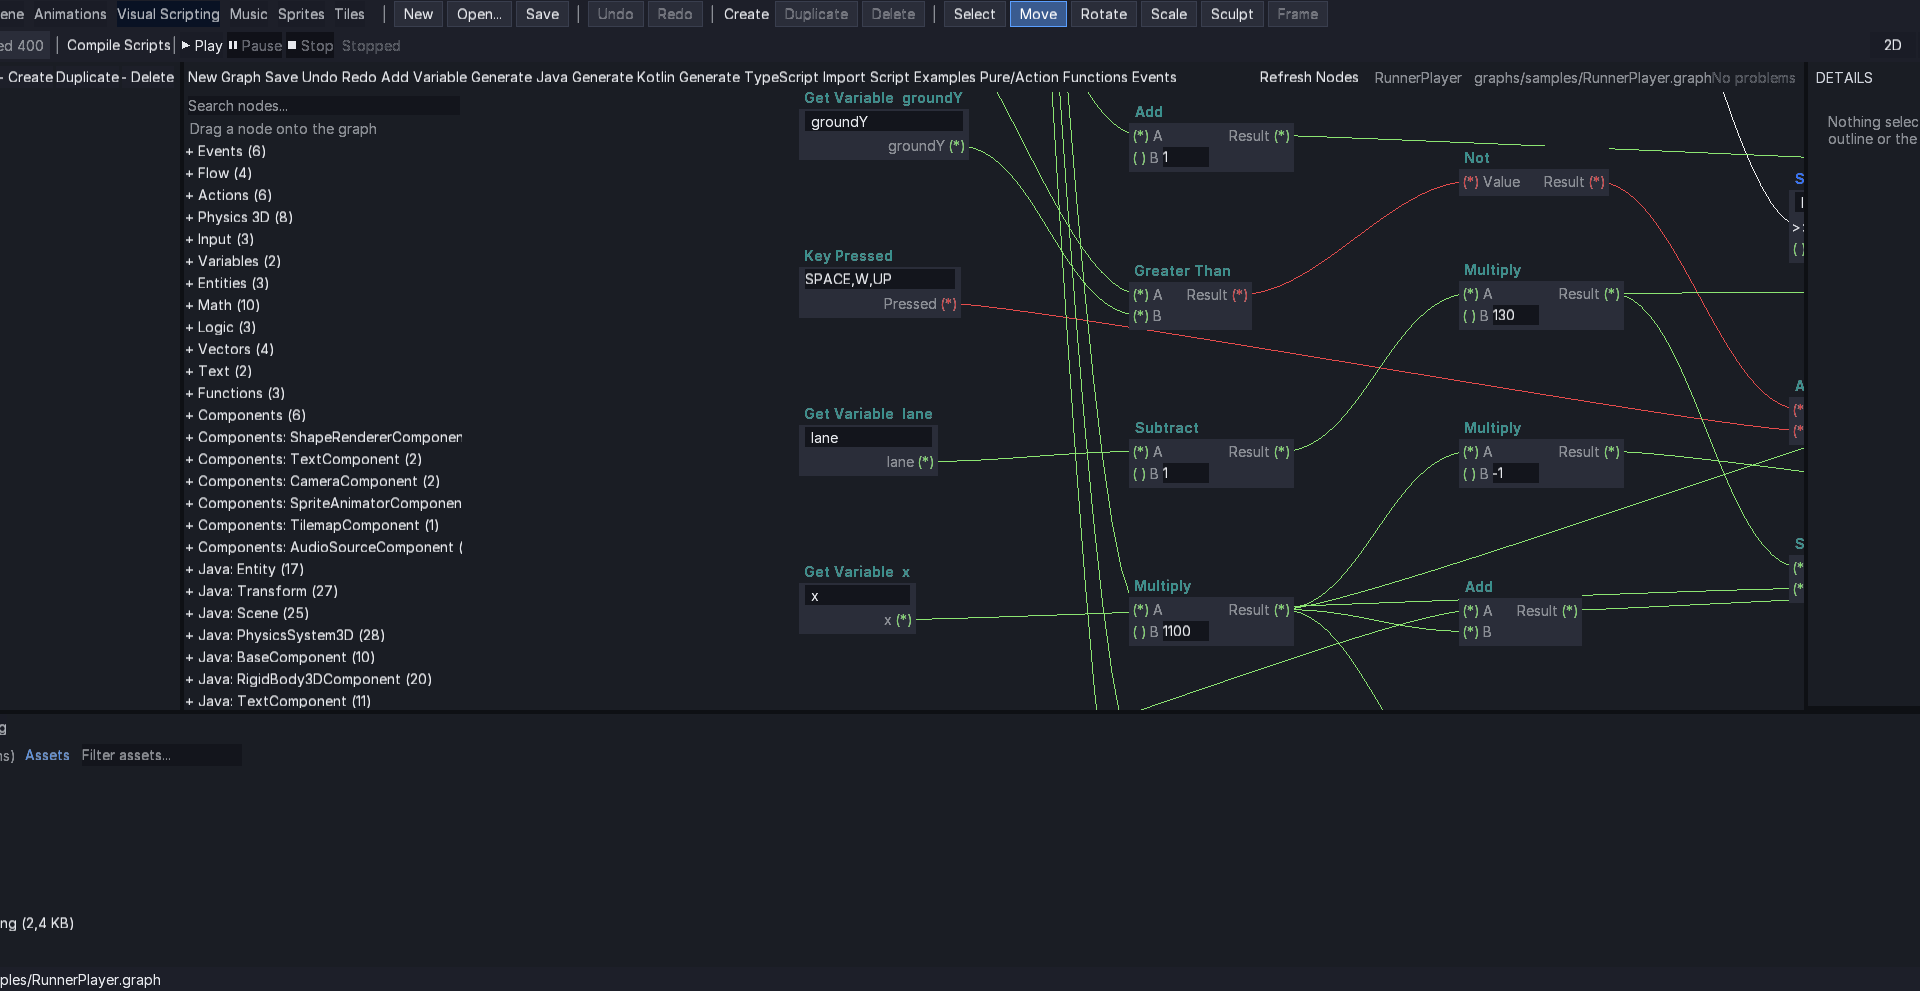 ene Animations Visual Scripting Music Sprites Tiles | New Open... Save | Undo Redo | Create Duplicate Delete | Select Move Rotate Scale Sculpt Frame
ed 400 | Compile Scripts | Play Pause Stop Stopped 2D
- Create Duplicate - Delete
New Graph Save Undo Redo Add Variable Generate Java Generate Kotlin Generate TypeScript Import Script Examples Pure/Action Functions Events Refresh Nodes RunnerPlayer graphs/samples/RunnerPlayer.graph No problems
Search nodes...
Drag a node onto the graph
+ Events (6)
+ Flow (4)
+ Actions (6)
+ Physics 3D (8)
+ Input (3)
+ Variables (2)
+ Entities (3)
+ Math (10)
+ Logic (3)
+ Vectors (4)
+ Text (2)
+ Functions (3)
+ Components (6)
+ Components: ShapeRendererComponen
+ Components: TextComponent (2)
+ Components: CameraComponent (2)
+ Components: SpriteAnimatorComponen
+ Components: TilemapComponent (1)
+ Components: AudioSourceComponent (
+ Java: Entity (17)
+ Java: Transform (27)
+ Java: Scene (25)
+ Java: PhysicsSystem3D (28)
+ Java: BaseComponent (10)
+ Java: RigidBody3DComponent (20)
+ Java: TextComponent (11)
Get Variable groundY
groundY
groundY (*)
Key Pressed
SPACE,W,UP
Pressed (*)
Get Variable lane
lane
lane (*)
Get Variable x
x
x (*)
Add
(*) A Result (*)
( ) B 1
Greater Than
(*) A Result (*)
(*) B
Subtract
(*) A Result (*)
( ) B 1
Multiply
(*) A Result (*)
( ) B 1100
Not
(*) Value Result (*)
Multiply
(*) A Result (*)
( ) B 130
Multiply
(*) A Result (*)
( ) B -1
Add
(*) A Result (*)
(*) B
S
>
( )
A
(*
(*
S
(*
(*
DETAILS
Nothing selec
outline or the
g
ns) Assets Filter assets...
ng (2,4 KB)
ples/RunnerPlayer.graph